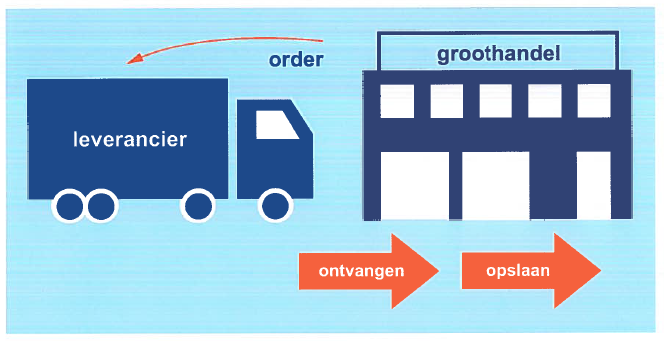 order
groothandel
leverancier
ontvangen
opslaan